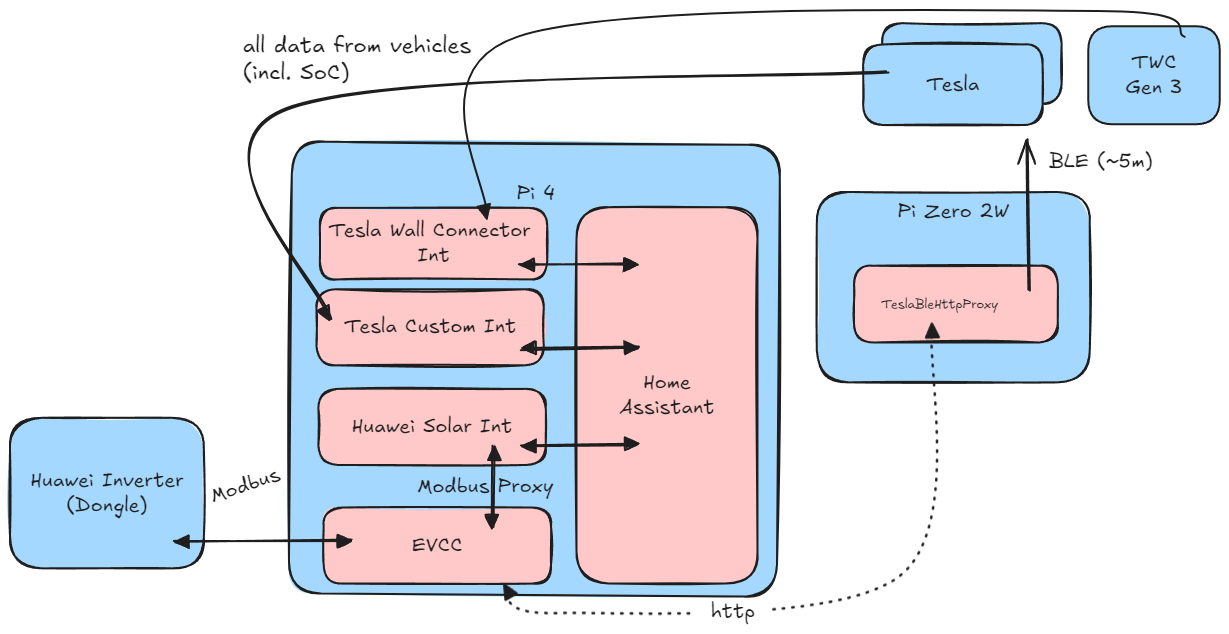 all data from vehicles
(incl. SoC)
Tesla
TWC
Gen 3
BLE (~5m)
Pi 4
Pi Zero 2W
Tesla Wall Connector
Int
TeslaBleHttpProxy
Tesla Custom Int
Home
Assistant
Huawei Solar Int
Huawei Inverter
(Dongle)
Modbus
Modbus Proxy
EVCC
http